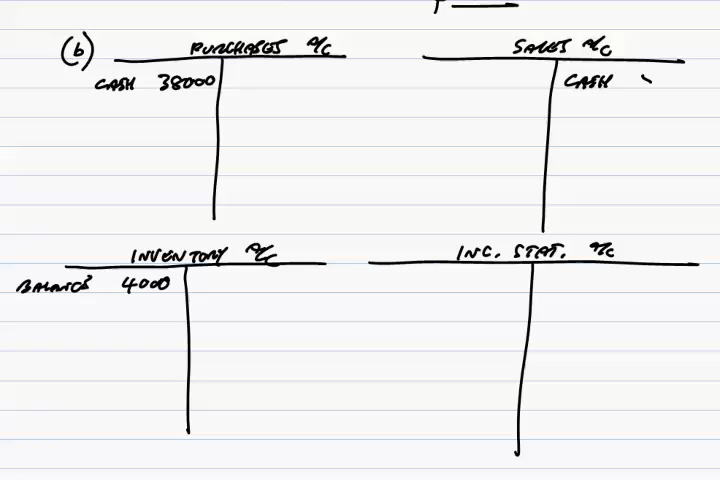 (b) PURCHASES A/C SALES A/C
CASH 38000 CASH
INVENTORY A/C INC. STAT. A/C
BALANCE 4000